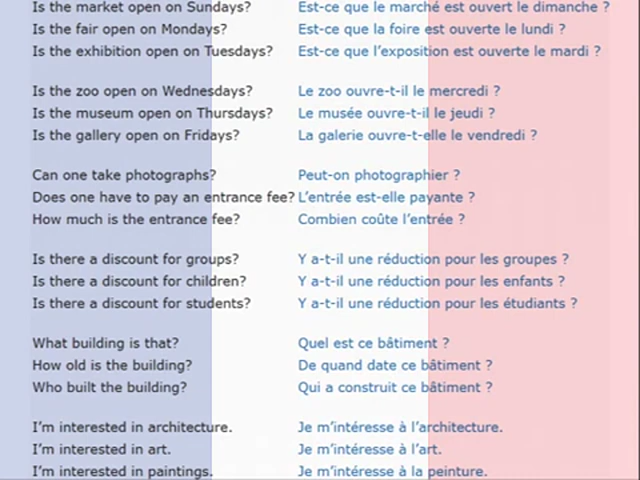 Is the market open on Sundays? Est-ce que le marché est ouvert le dimanche ?
Is the fair open on Mondays? Est-ce que la foire est ouverte le lundi ?
Is the exhibition open on Tuesdays? Est-ce que l’exposition est ouverte le mardi ?
Is the zoo open on Wednesdays? Le zoo ouvre-t-il le mercredi ?
Is the museum open on Thursdays? Le musée ouvre-t-il le jeudi ?
Is the gallery open on Fridays? La galerie ouvre-t-elle le vendredi ?
Can one take photographs? Peut-on photographier ?
Does one have to pay an entrance fee? L’entrée est-elle payante ?
How much is the entrance fee? Combien coûte l’entrée ?
Is there a discount for groups? Y a-t-il une réduction pour les groupes ?
Is there a discount for children? Y a-t-il une réduction pour les enfants ?
Is there a discount for students? Y a-t-il une réduction pour les étudiants ?
What building is that? Quel est ce bâtiment ?
How old is the building? De quand date ce bâtiment ?
Who built the building? Qui a construit ce bâtiment ?
I’m interested in architecture. Je m’intéresse à l’architecture.
I’m interested in art. Je m’intéresse à l’art.
I’m interested in paintings. Je m’intéresse à la peinture.